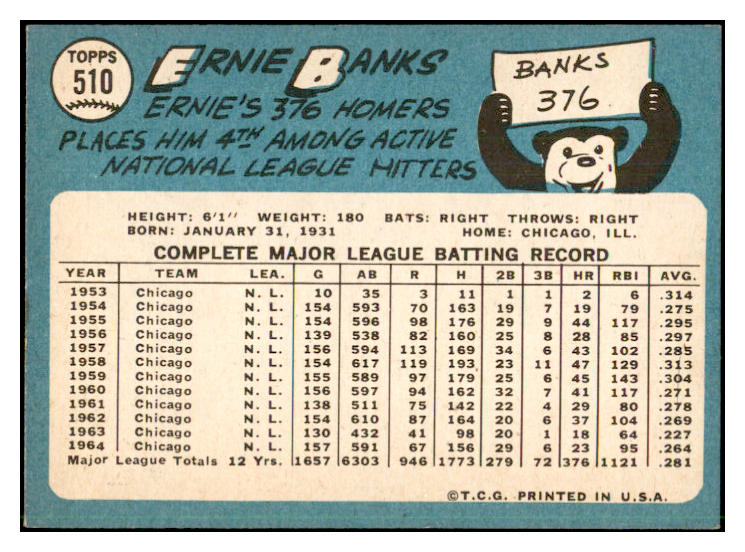 TOPPS
510
ERNIE BANKS
ERNIE'S 376 HOMERS
PLACES HIM 4TH AMONG ACTIVE
NATIONAL LEAGUE HITTERS
BANKS
376
HEIGHT: 6'1" WEIGHT: 180 BATS: RIGHT THROWS: RIGHT
BORN: JANUARY 31, 1931 HOME: CHICAGO, ILL.
COMPLETE MAJOR LEAGUE BATTING RECORD
YEAR TEAM LEA. G AB R H 2B 3B HR RBI AVG.
1953 Chicago N. L. 10 35 3 11 1 1 2 6 .314
1954 Chicago N. L. 154 593 70 163 19 7 19 79 .275
1955 Chicago N. L. 154 596 98 176 29 9 44 117 .295
1956 Chicago N. L. 139 538 82 160 25 8 28 85 .297
1957 Chicago N. L. 156 594 113 169 34 6 43 102 .285
1958 Chicago N. L. 154 617 119 193 23 11 47 129 .313
1959 Chicago N. L. 155 589 97 179 25 6 45 143 .304
1960 Chicago N. L. 156 597 94 162 32 7 41 117 .271
1961 Chicago N. L. 138 511 75 142 22 4 29 80 .278
1962 Chicago N. L. 154 610 87 164 20 6 37 104 .269
1963 Chicago N. L. 130 432 41 98 20 1 18 64 .227
1964 Chicago N. L. 157 591 67 156 29 6 23 95 .264
Major League Totals 12 Yrs. 1657 6303 946 1773 279 72 376 1121 .281
©T.C.G. PRINTED IN U.S.A.